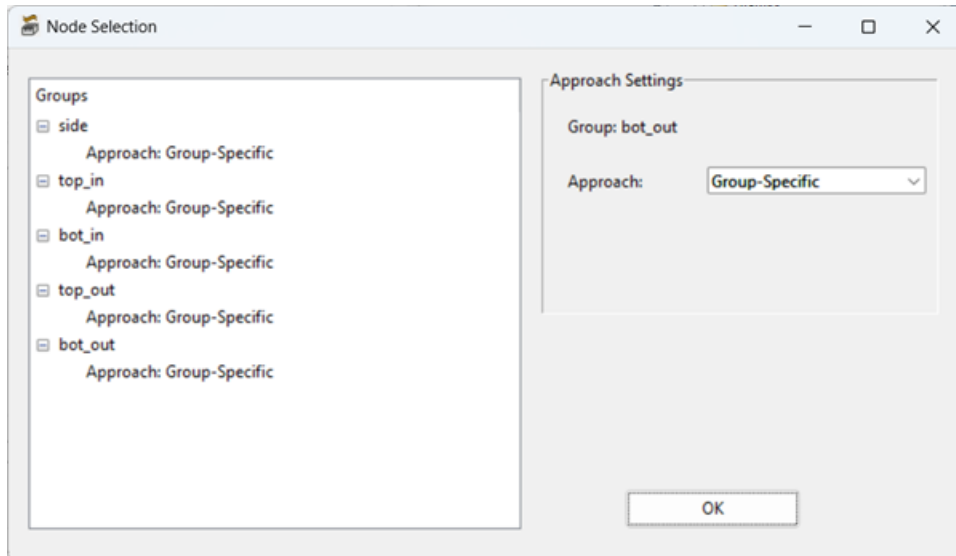 Node Selection
Groups
side
Approach: Group-Specific
top_in
Approach: Group-Specific
bot_in
Approach: Group-Specific
top_out
Approach: Group-Specific
bot_out
Approach: Group-Specific
Approach Settings
Group: bot_out
Approach: Group-Specific
OK